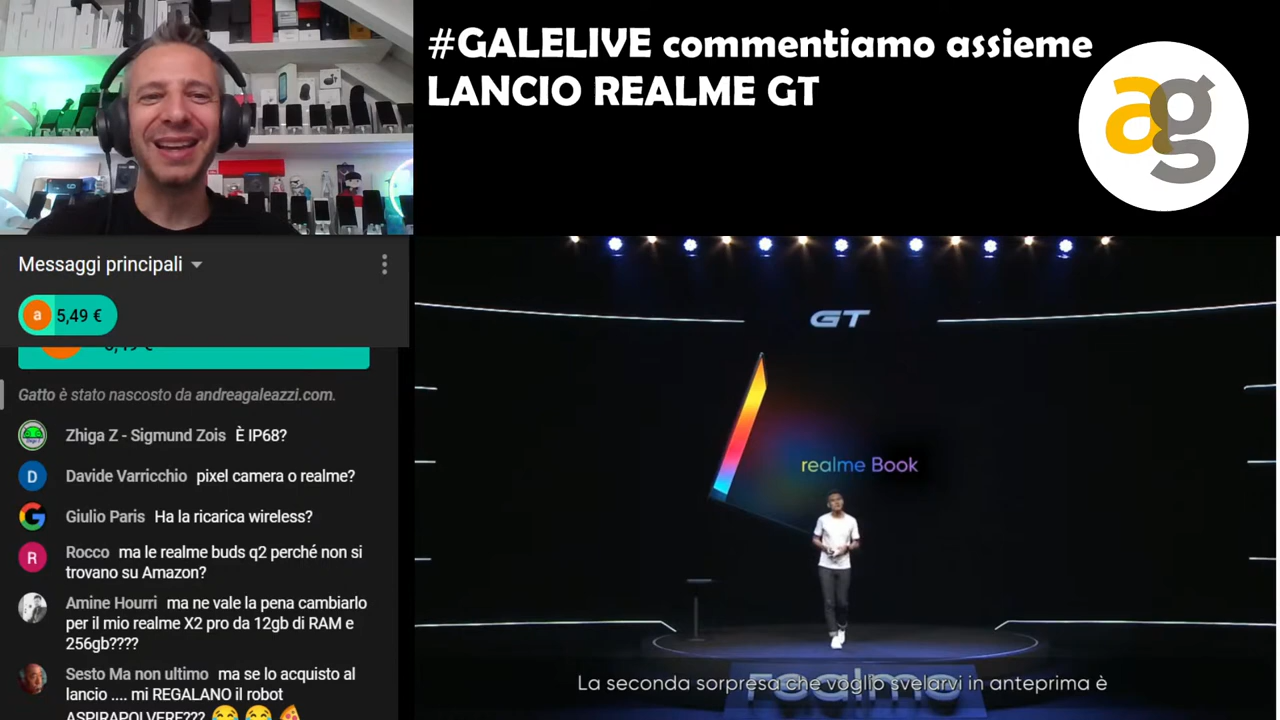 #GALELIVE commentiamo assieme
LANCIO REALME GT
ag
Messaggi principali
a 5,49 €
Gatto è stato nascosto da andreagaleazzi.com.
Zhiga Z - Sigmund Zois È IP68?
D Davide Varricchio pixel camera o realme?
G Giulio Paris Ha la ricarica wireless?
R Rocco ma le realme buds q2 perché non si
trovano su Amazon?
Amine Hourri ma ne vale la pena cambiarlo
per il mio realme X2 pro da 12gb di RAM e
256gb????
Sesto Ma non ultimo ma se lo acquisto al
lancio .... mi REGALANO il robot
ASPIRAPOLVERE??? 😂 😂 🍕
GT
realme Book
realme
La seconda sorpresa che voglio svelarvi in anteprima è